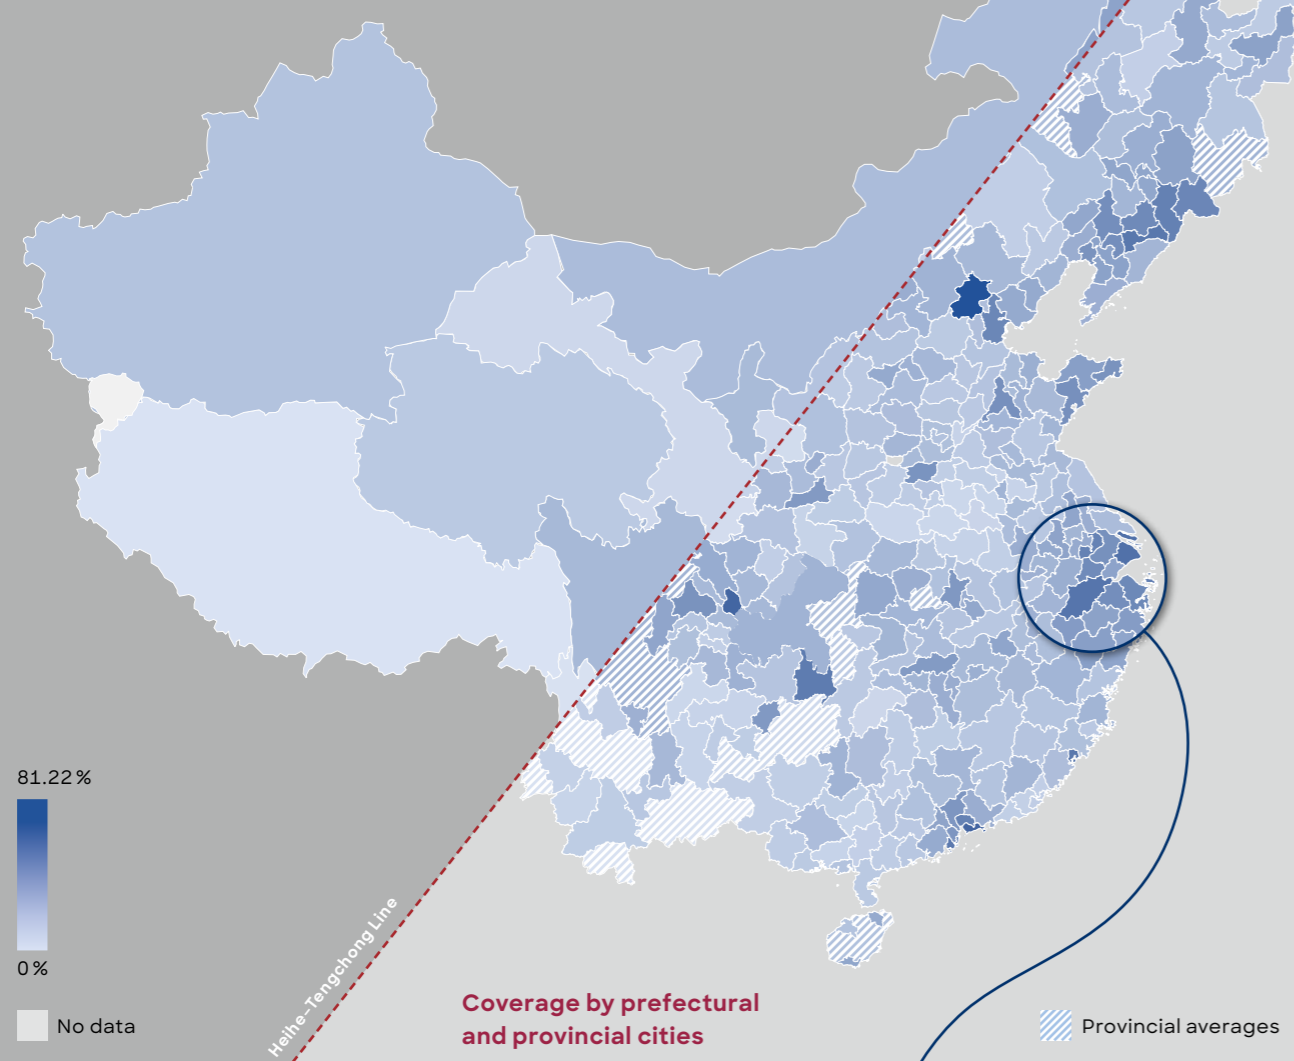 81.22 %
0 %
No data
Heihe–Tengchong Line
Coverage by prefectural
and provincial cities
Provincial averages